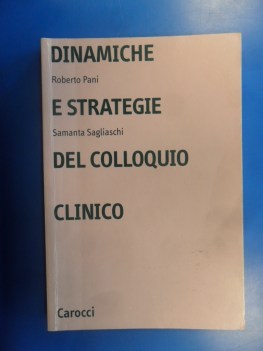 DINAMICHE
Roberto Pani
E STRATEGIE
Samanta Sagliaschi
DEL COLLOQUIO
CLINICO
Carocci